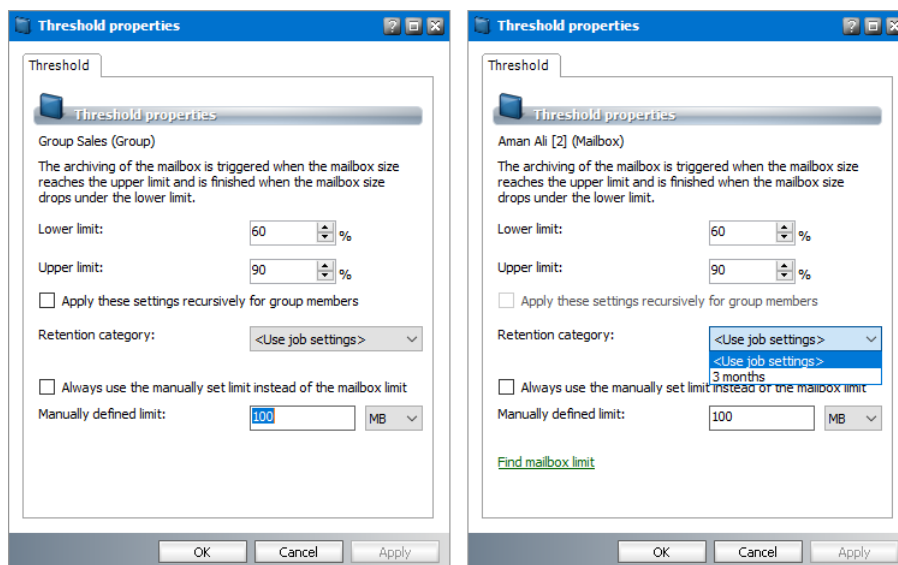 Threshold properties
Threshold
Threshold properties
Group Sales (Group)
The archiving of the mailbox is triggered when the mailbox size
reaches the upper limit and is finished when the mailbox size
drops under the lower limit.
Lower limit: 60 %
Upper limit: 90 %
Apply these settings recursively for group members
Retention category: <Use job settings>
Always use the manually set limit instead of the mailbox limit
Manually defined limit: 100 MB
OK Cancel Apply
Threshold properties
Threshold
Threshold properties
Aman Ali [2] (Mailbox)
The archiving of the mailbox is triggered when the mailbox size
reaches the upper limit and is finished when the mailbox size
drops under the lower limit.
Lower limit: 60 %
Upper limit: 90 %
Apply these settings recursively for group members
Retention category: <Use job settings>
<Use job settings>
3 months
Always use the manually set limit instead of the mailbox limit
Manually defined limit: 100 MB
Find mailbox limit
OK Cancel Apply